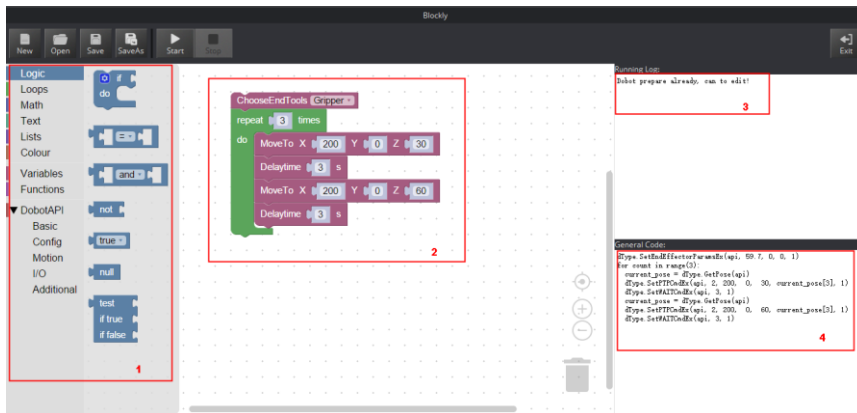 Blockly
New Open Save SaveAs Start Stop Exit
Logic
Loops
Math
Text
Lists
Colour
Variables
Functions
DobotAPI
Basic
Config
Motion
I/O
Additional
if
do
=
and
not
true
null
test
if true
if false
1
ChooseEndTools Gripper
repeat 3 times
do MoveTo X 200 Y 0 Z 30
Delaytime 3 s
MoveTo X 200 Y 0 Z 60
Delaytime 3 s
2
Running Log:
Dobot prepare already, can to edit!
3
General Code:
dType.SetEndEffectorParamsEx(api, 59.7, 0, 0, 1)
for count in range(3):
current_pose = dType.GetPose(api)
dType.SetPTPCmdEx(api, 2, 200, 0, 30, current_pose[3], 1)
dType.SetWAITCmdEx(api, 3, 1)
current_pose = dType.GetPose(api)
dType.SetPTPCmdEx(api, 2, 200, 0, 60, current_pose[3], 1)
dType.SetWAITCmdEx(api, 3, 1)
4